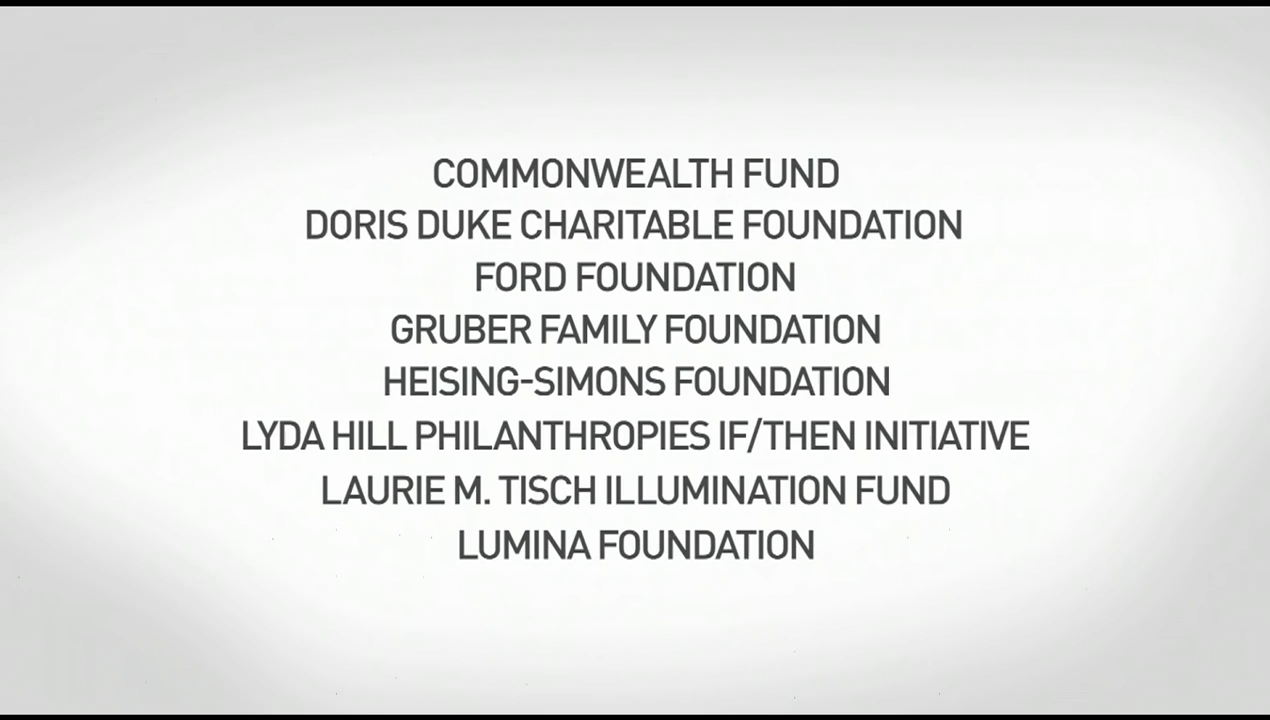 COMMONWEALTH FUND
DORIS DUKE CHARITABLE FOUNDATION
FORD FOUNDATION
GRUBER FAMILY FOUNDATION
HEISING-SIMONS FOUNDATION
LYDA HILL PHILANTHROPIES IF/THEN INITIATIVE
LAURIE M. TISCH ILLUMINATION FUND
LUMINA FOUNDATION